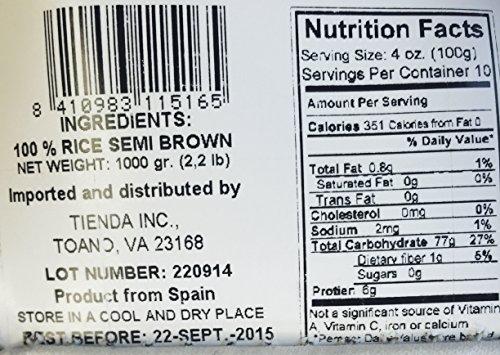 8 410983 115165
INGREDIENTS:
100 % RICE SEMI BROWN
NET WEIGHT: 1000 gr. (2,2 lb)
Imported and distributed by
TIENDA INC.,
TOANO, VA 23168
LOT NUMBER: 220914
Product from Spain
STORE IN A COOL AND DRY PLACE
BEST BEFORE: 22-SEPT.-2015
Nutrition Facts
Serving Size: 4 oz. (100g)
Servings Per Container 10
Amount Per Serving
Calories 351 Calories from Fat 0
% Daily Value*
Total Fat 0.8g 1%
Saturated Fat 0g 0%
Trans Fat 0g
Cholesterol 0mg 0%
Sodium 2mg 1%
Total Carbohydrate 77g 27%
Dietary fiber 1g 5%
Sugars 0g
Protien 6g
Not a significant source of Vitamin
A, Vitamin C, iron or calcium